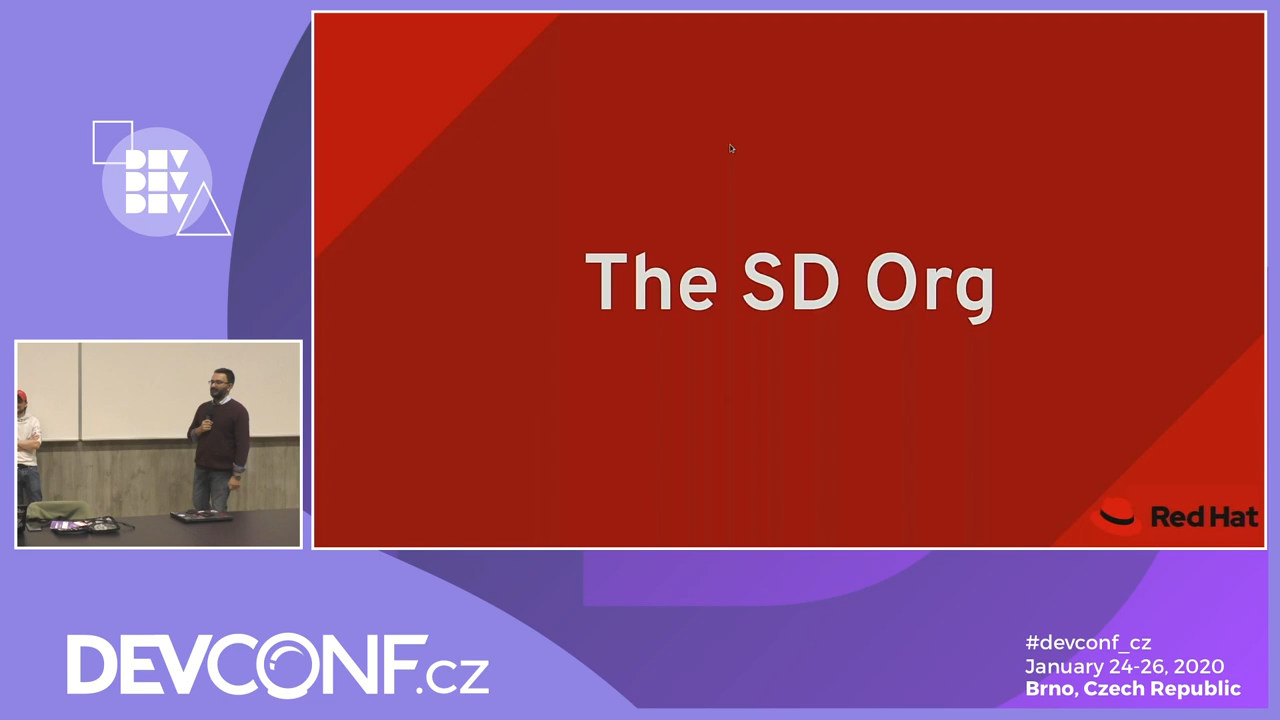 DEV
DEV
DEV
The SD Org
Red Hat
DEVCONF.cz
#devconf_cz
January 24-26, 2020
Brno, Czech Republic